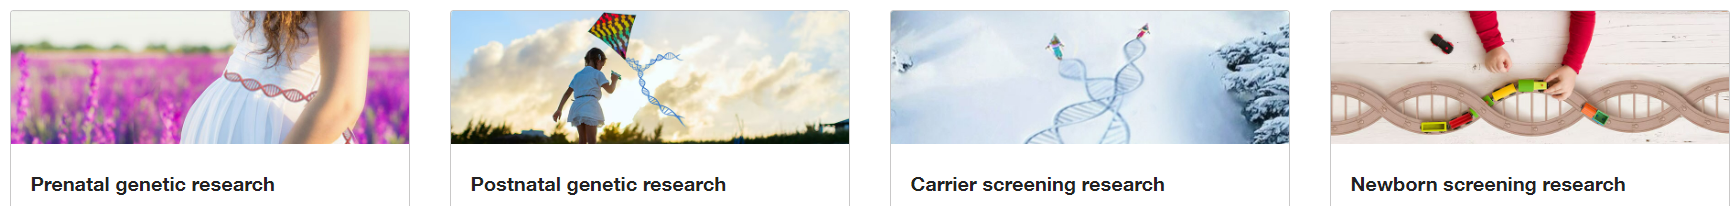 Prenatal genetic research
Postnatal genetic research
Carrier screening research
Newborn screening research